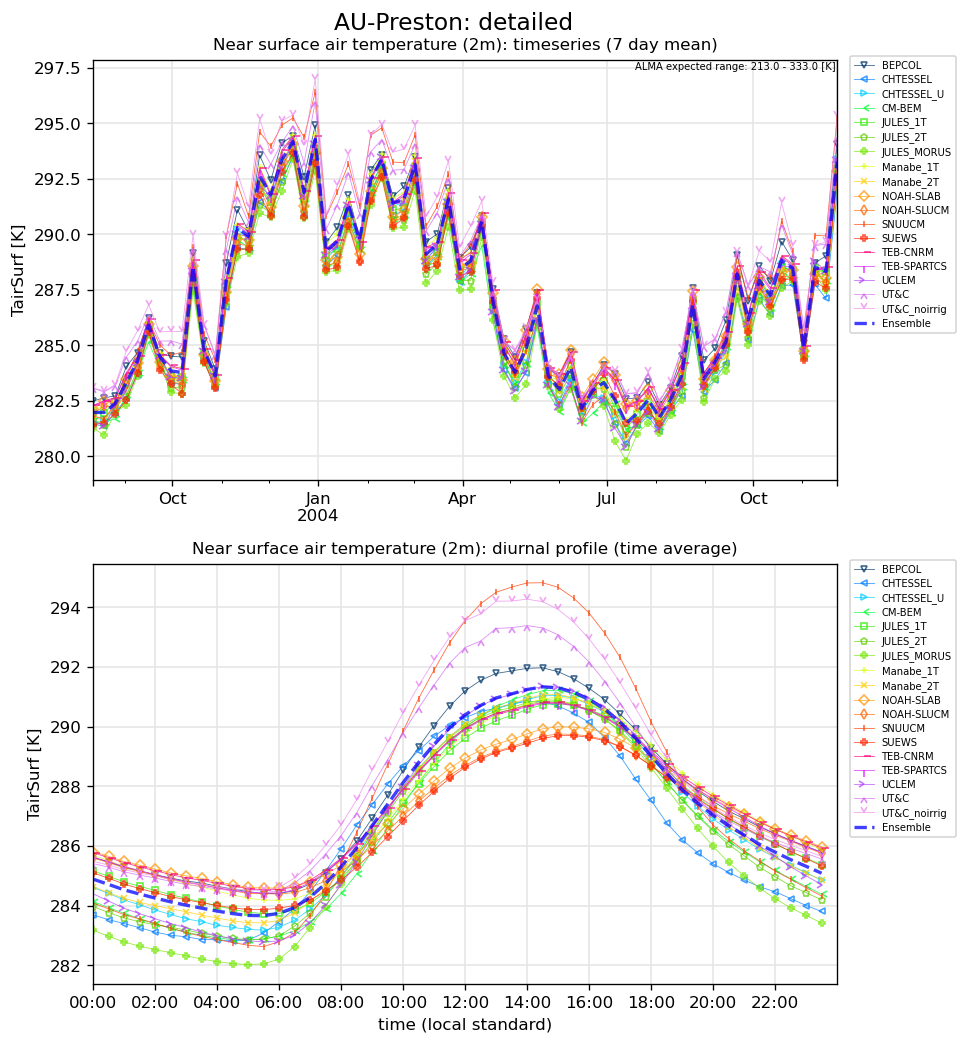 AU-Preston: detailed
Near surface air temperature (2m): timeseries (7 day mean)
ALMA expected range: 213.0 - 333.0 [K]
TairSurf [K]
297.5
295.0
292.5
290.0
287.5
285.0
282.5
280.0
Oct
Jan
2004
Apr
Jul
Oct
BEPCOL
CHTESSEL
CHTESSEL_U
CM-BEM
JULES_1T
JULES_2T
JULES_MORUS
Manabe_1T
Manabe_2T
NOAH-SLAB
NOAH-SLUCM
SNUUCM
SUEWS
TEB-CNRM
TEB-SPARTCS
UCLEM
UT&C
UT&C_noirrig
Ensemble
Near surface air temperature (2m): diurnal profile (time average)
TairSurf [K]
294
292
290
288
286
284
282
00:00
02:00
04:00
06:00
08:00
10:00
12:00
14:00
16:00
18:00
20:00
22:00
time (local standard)
BEPCOL
CHTESSEL
CHTESSEL_U
CM-BEM
JULES_1T
JULES_2T
JULES_MORUS
Manabe_1T
Manabe_2T
NOAH-SLAB
NOAH-SLUCM
SNUUCM
SUEWS
TEB-CNRM
TEB-SPARTCS
UCLEM
UT&C
UT&C_noirrig
Ensemble